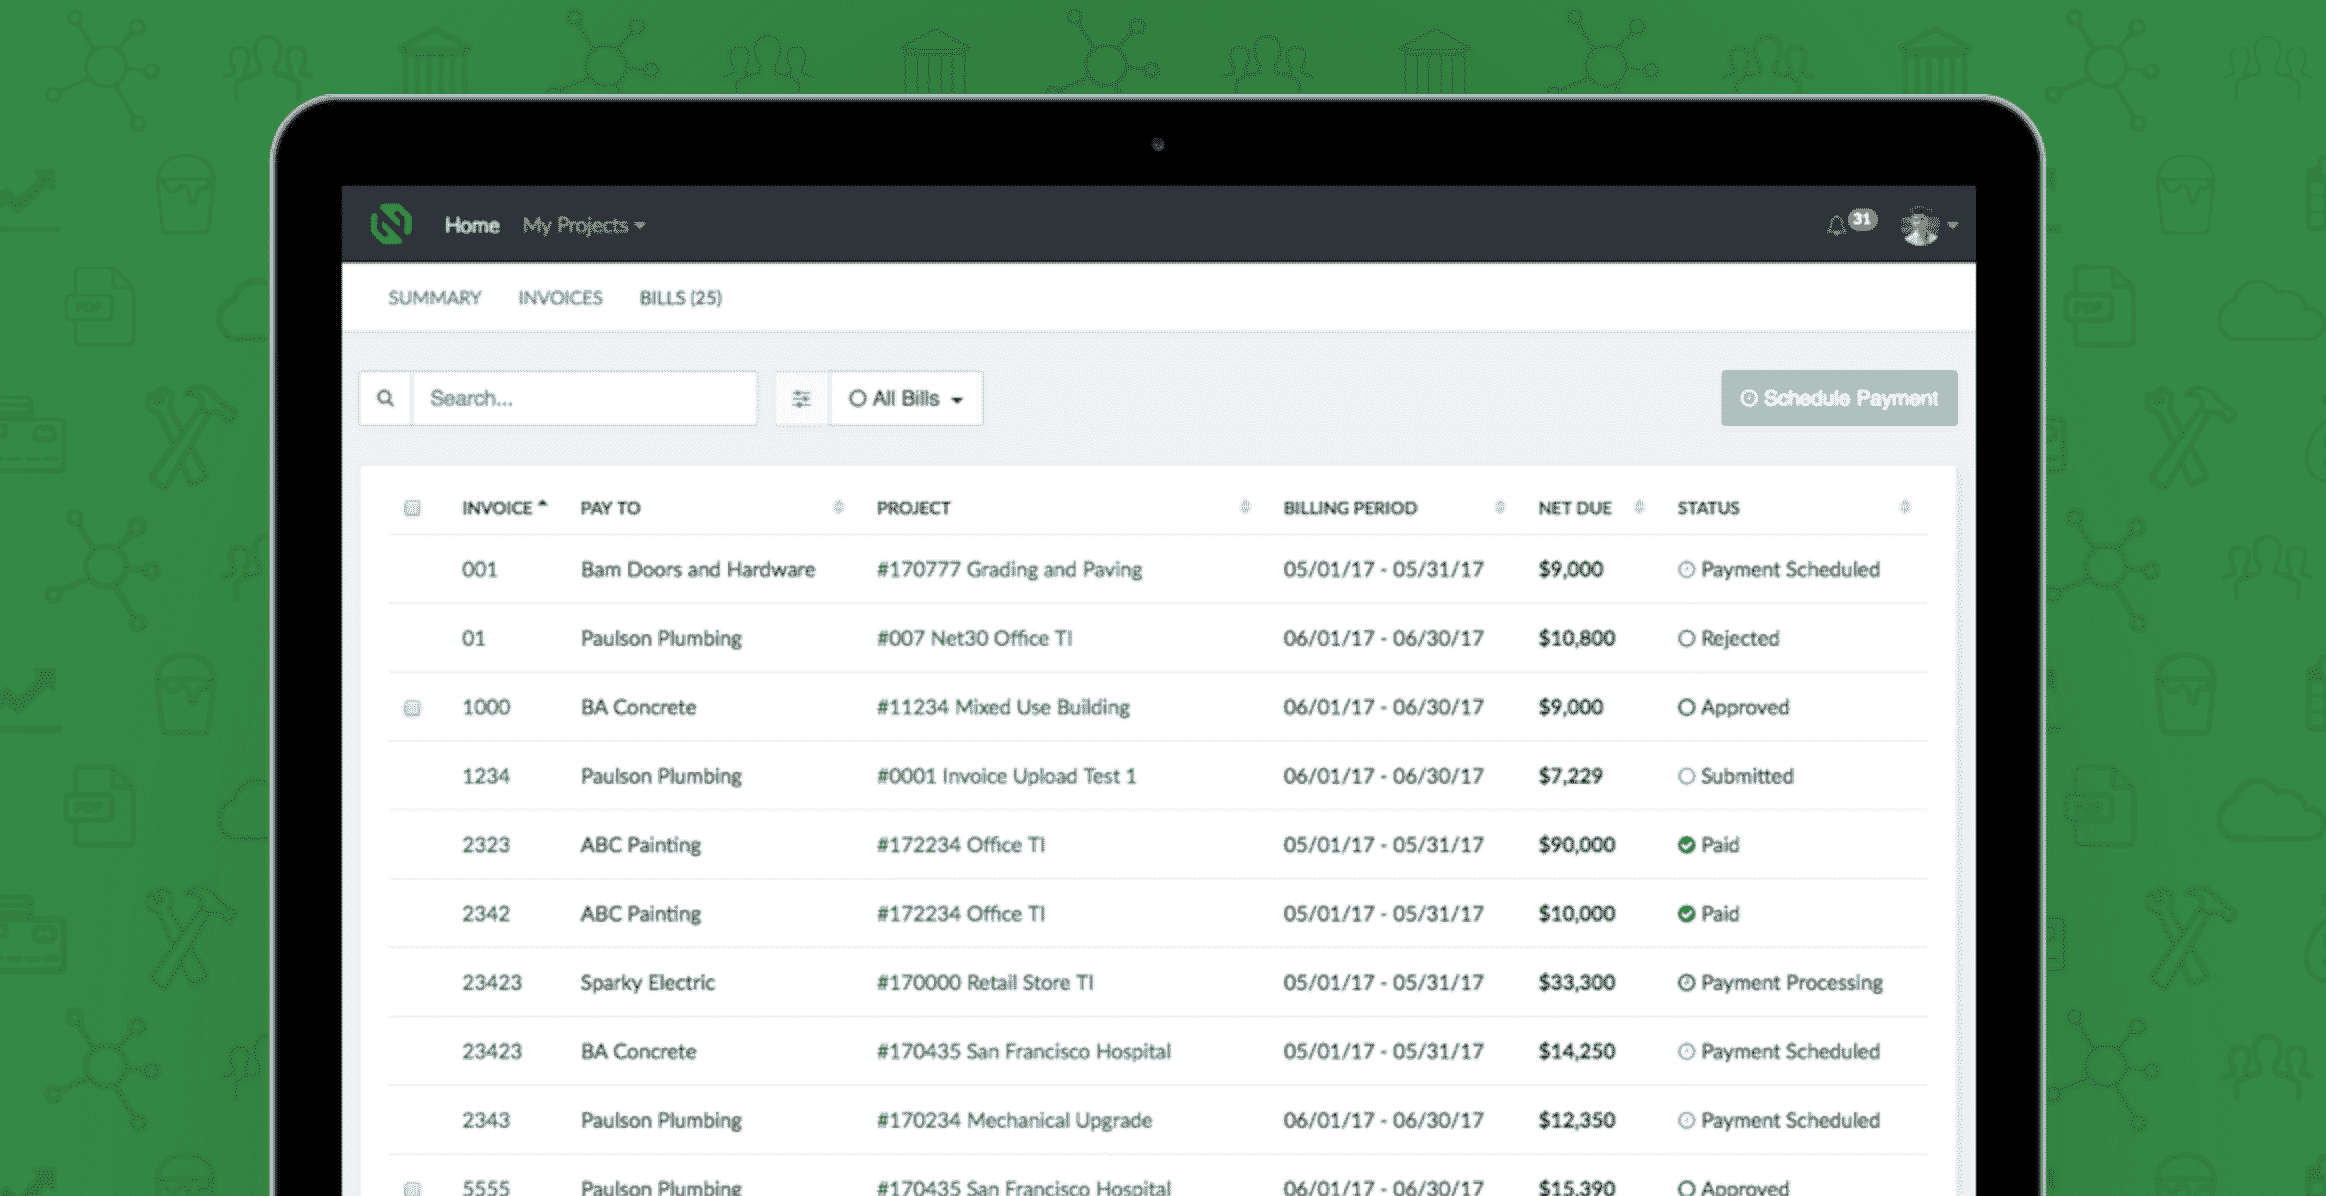 Home My Projects 31
SUMMARY INVOICES BILLS (25)
Search... All Bills Schedule Payment
INVOICE PAY TO PROJECT BILLING PERIOD NET DUE STATUS
001 Bam Doors and Hardware #170777 Grading and Paving 05/01/17 - 05/31/17 $9,000 Payment Scheduled
01 Paulson Plumbing #007 Net30 Office TI 06/01/17 - 06/30/17 $10,800 Rejected
1000 BA Concrete #11234 Mixed Use Building 06/01/17 - 06/30/17 $9,000 Approved
1234 Paulson Plumbing #0001 Invoice Upload Test 1 06/01/17 - 06/30/17 $7,229 Submitted
2323 ABC Painting #172234 Office TI 05/01/17 - 05/31/17 $90,000 Paid
2342 ABC Painting #172234 Office TI 05/01/17 - 05/31/17 $10,000 Paid
23423 Sparky Electric #170000 Retail Store TI 05/01/17 - 05/31/17 $33,300 Payment Processing
23423 BA Concrete #170435 San Francisco Hospital 05/01/17 - 05/31/17 $14,250 Payment Scheduled
2343 Paulson Plumbing #170234 Mechanical Upgrade 06/01/17 - 06/30/17 $12,350 Payment Scheduled
5555 Paulson Plumbing #170435 San Francisco Hospital 06/01/17 - 06/30/17 $15,390 Approved
PDF
PDF
PDF